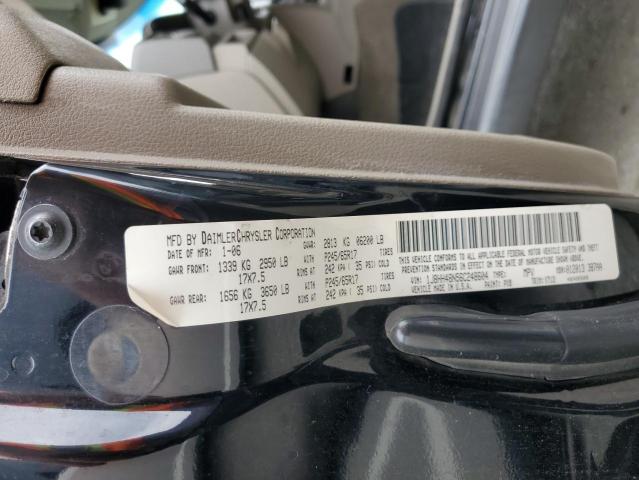 MFD BY DAIMLERCHRYSLER CORPORATION
DATE OF MFR: 1-06 GVWR: 2813 KG 06200 LB
GAWR FRONT: 1339 KG 2950 LB WITH P245/65R17 TIRES
17X7.5 RIMS AT 242 KPA ( 35 PSI COLD)
GAWR REAR: 1656 KG 3650 LB WITH P245/65R17 TIRES
17X7.5 RIMS AT 242 KPA ( 35 PSI COLD)
THIS VEHICLE CONFORMS TO ALL APPLICABLE FEDERAL MOTOR VEHICLE SAFETY AND THEFT
PREVENTION STANDARDS IN EFFECT ON THE DATE OF MANUFACTURE SHOWN ABOVE.
VIN: TYPE: MPV
VEHICLE MADE IN U.S.A. PAINT: TRIM: